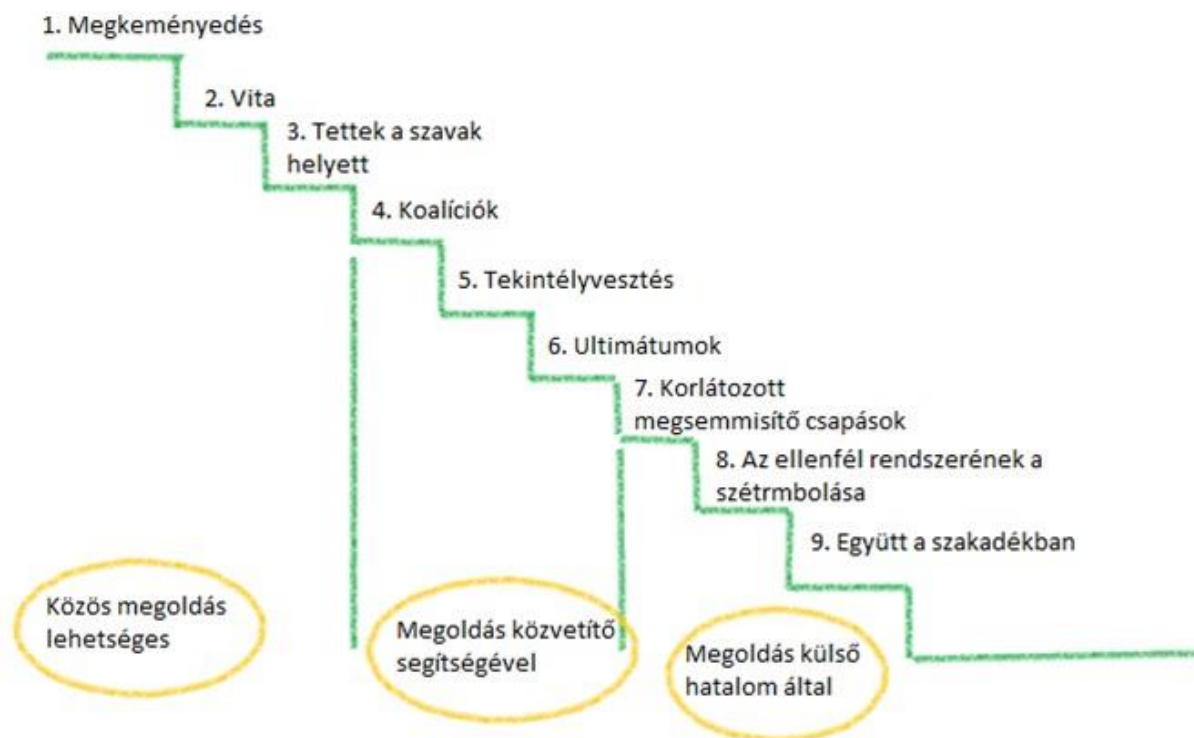 1. Megkeményedés
2. Vita
3. Tettek a szavak
helyett
4. Koalíciók
5. Tekintélyvesztés
6. Ultimátumok
7. Korlátozott
megsemmisítő csapások
8. Az ellenfél rendszerének a
szétrmbolása
9. Együtt a szakadékban
Közös megoldás
lehetséges
Megoldás közvetítő
segítségével
Megoldás külső
hatalom által